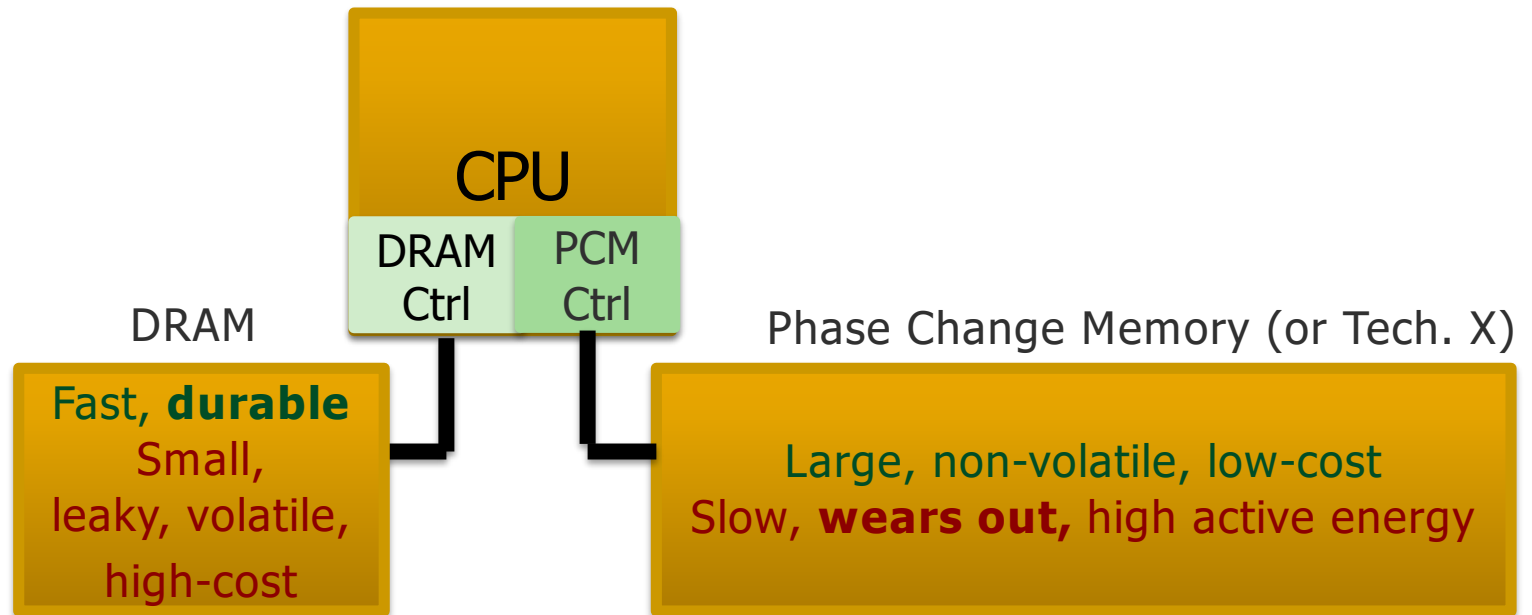 CPU
DRAM
Ctrl
PCM
Ctrl
DRAM
Fast, durable
Small,
leaky, volatile,
high-cost
Phase Change Memory (or Tech. X)
Large, non-volatile, low-cost
Slow, wears out, high active energy